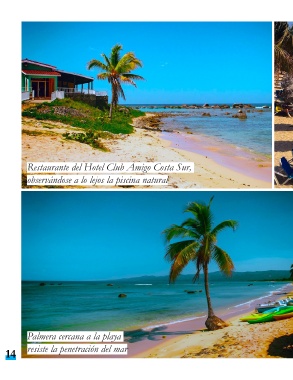 Restaurante del Hotel Club Amigo Costa Sur,
observándose a lo lejos la piscina natural
Palmera cercana a la playa
resiste la penetración del mar
14